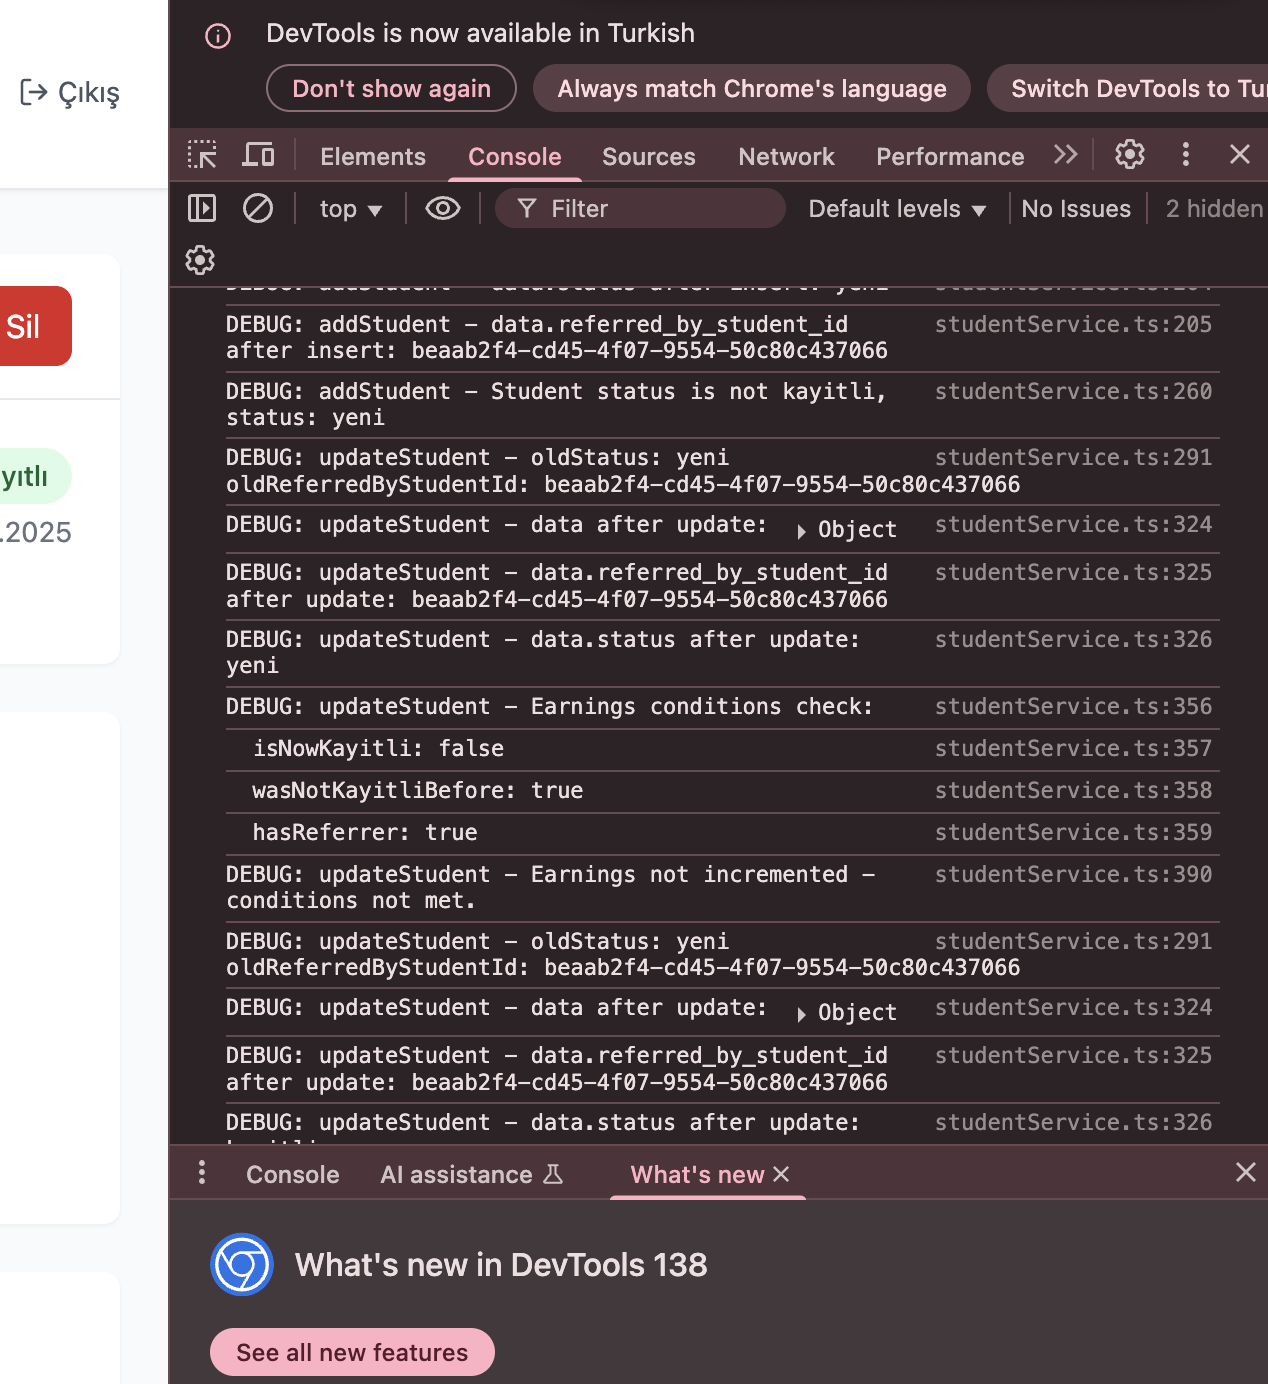 DevTools is now available in Turkish
Don't show again
Always match Chrome's language
Switch DevTools to Tu
Çıkış
Elements
Console
Sources
Network
Performance
top
Filter
Default levels
No Issues
2 hidden
Sil
yıtlı
.2025
DEBUG: addStudent – data.status after insert: yeni
DEBUG: addStudent – data.referred_by_student_id studentService.ts:205
after insert: beaab2f4-cd45-4f07-9554-50c80c437066
DEBUG: addStudent – Student status is not kayitli, studentService.ts:260
status: yeni
DEBUG: updateStudent – oldStatus: yeni studentService.ts:291
oldReferredByStudentId: beaab2f4-cd45-4f07-9554-50c80c437066
DEBUG: updateStudent – data after update: Object studentService.ts:324
DEBUG: updateStudent – data.referred_by_student_id studentService.ts:325
after update: beaab2f4-cd45-4f07-9554-50c80c437066
DEBUG: updateStudent – data.status after update: studentService.ts:326
yeni
DEBUG: updateStudent – Earnings conditions check: studentService.ts:356
isNowKayitli: false studentService.ts:357
wasNotKayitliBefore: true studentService.ts:358
hasReferrer: true studentService.ts:359
DEBUG: updateStudent – Earnings not incremented – studentService.ts:390
conditions not met.
DEBUG: updateStudent – oldStatus: yeni studentService.ts:291
oldReferredByStudentId: beaab2f4-cd45-4f07-9554-50c80c437066
DEBUG: updateStudent – data after update: Object studentService.ts:324
DEBUG: updateStudent – data.referred_by_student_id studentService.ts:325
after update: beaab2f4-cd45-4f07-9554-50c80c437066
DEBUG: updateStudent – data.status after update: studentService.ts:326
Console
AI assistance
What's new
What's new in DevTools 138
See all new features